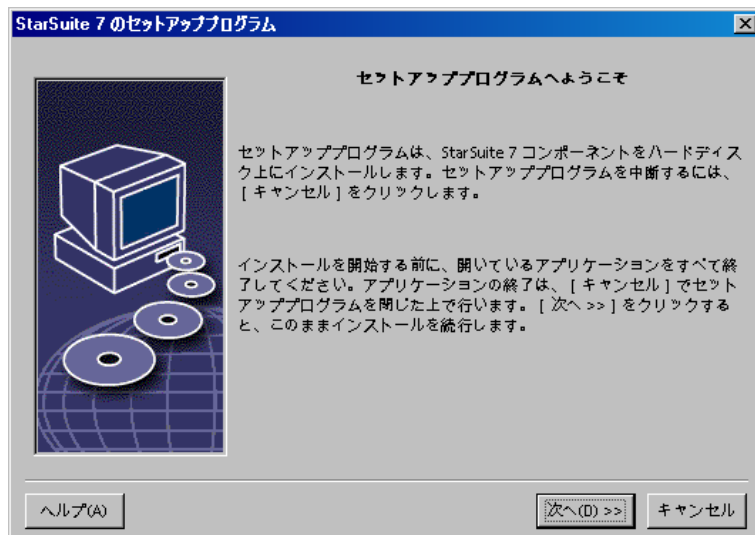 StarSuite 7 のセットアッププログラム
セットアッププログラムへようこそ
セットアッププログラムは、StarSuite 7 コンポーネントをハードディス
ク上にインストールします。セットアッププログラムを中断するには、
[ キャンセル ] をクリックします。
インストールを開始する前に、開いているアプリケーションをすべて終
了してください。アプリケーションの終了は、[ キャンセル ] でセット
アッププログラムを閉じた上で行います。[ 次へ >> ] をクリックする
と、このままインストールを続行します。
ヘルプ(A)
次へ(D) >>
キャンセル